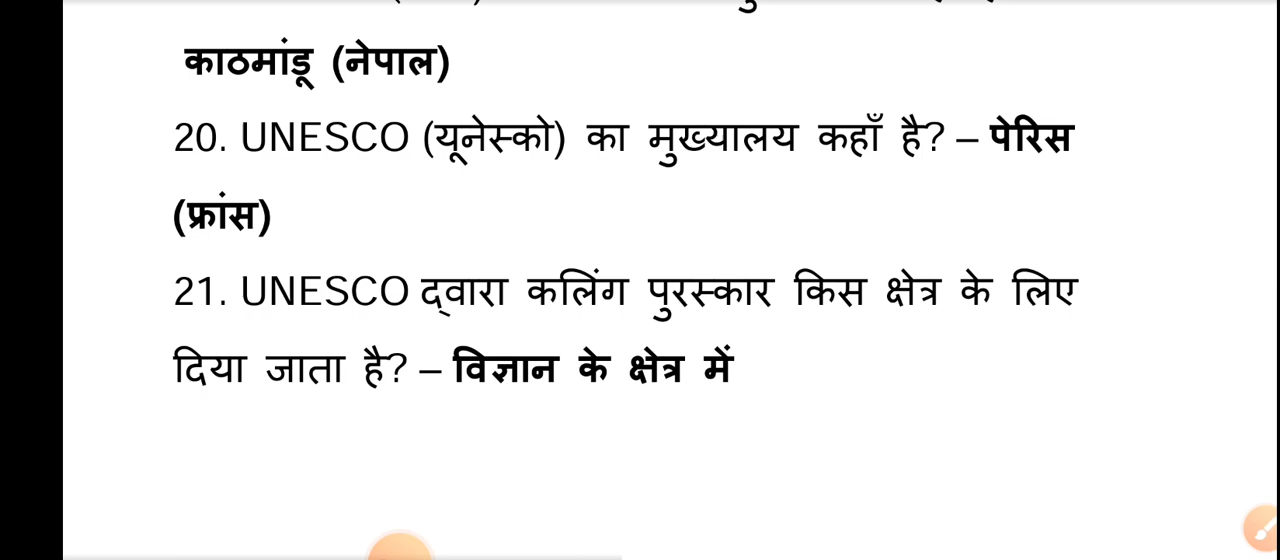 काठमांडू (नेपाल)
20. UNESCO (यूनेस्को) का मुख्यालय कहाँ है? – पेरिस
(फ्रांस)
21. UNESCO द्वारा कलिंग पुरस्कार किस क्षेत्र के लिए
दिया जाता है? – विज्ञान के क्षेत्र में